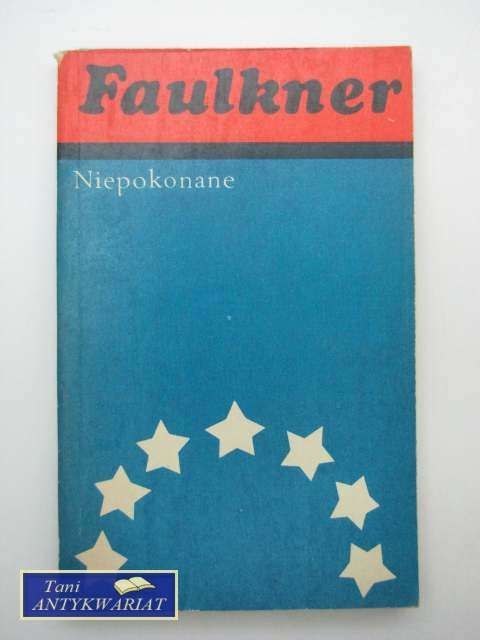 Faulkner
Niepokonane
Tani
ANTYKWARIAT